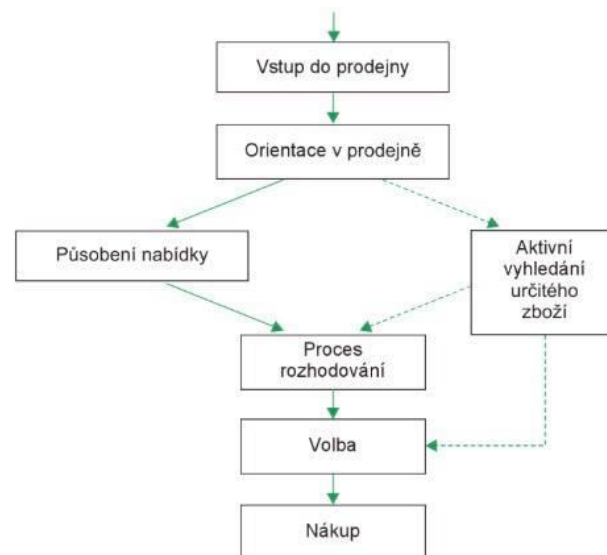 Vstup do prodejny
Orientace v prodejně
Působení nabídky
Aktivní
vyhledání
určitého
zboží
Proces
rozhodování
Volba
Nákup